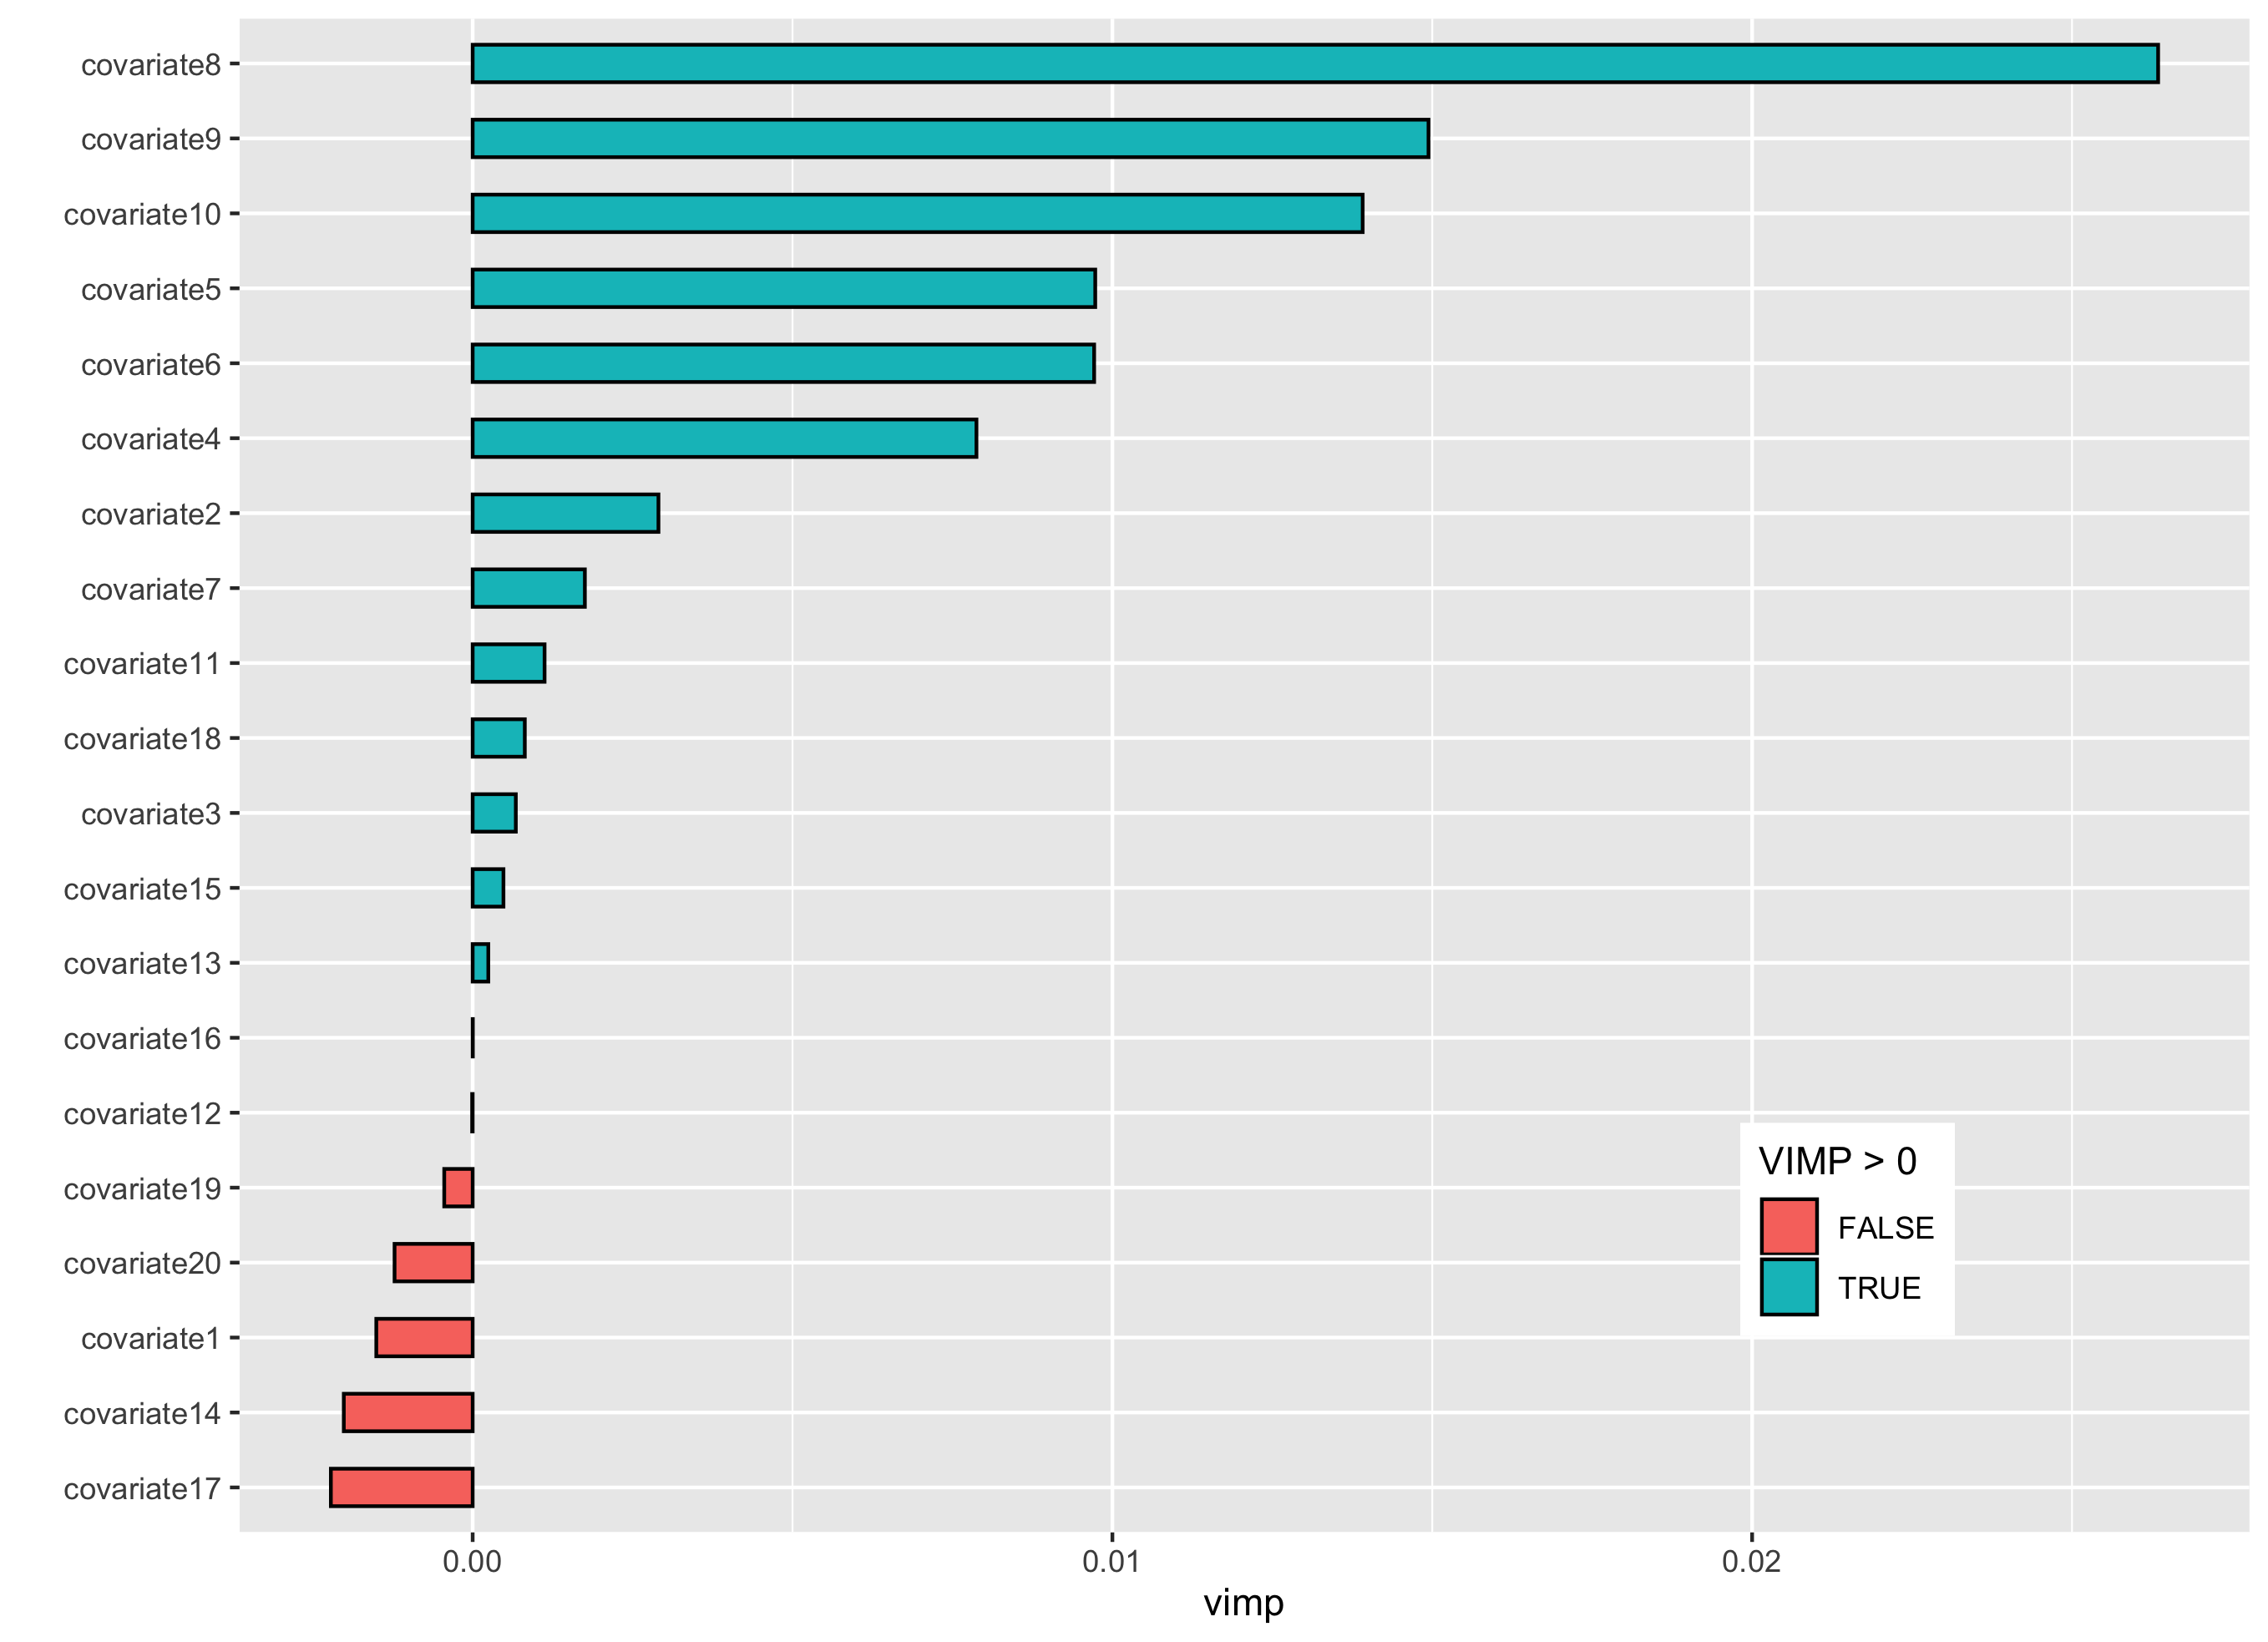 covariate8
covariate9
covariate10
covariate5
covariate6
covariate4
covariate2
covariate7
covariate11
covariate18
covariate3
covariate15
covariate13
covariate16
covariate12
covariate19
covariate20
covariate1
covariate14
covariate17
VIMP > 0
FALSE
TRUE
0.00 0.01 0.02
vimp